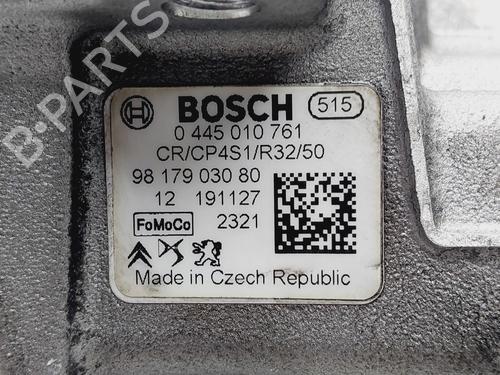 B-PARTS
BOSCH 515
0 445 010 761
CR/CP4S1/R32/50
98 179 030 80
12 191127
FoMoCo 2321
Made in Czech Republic